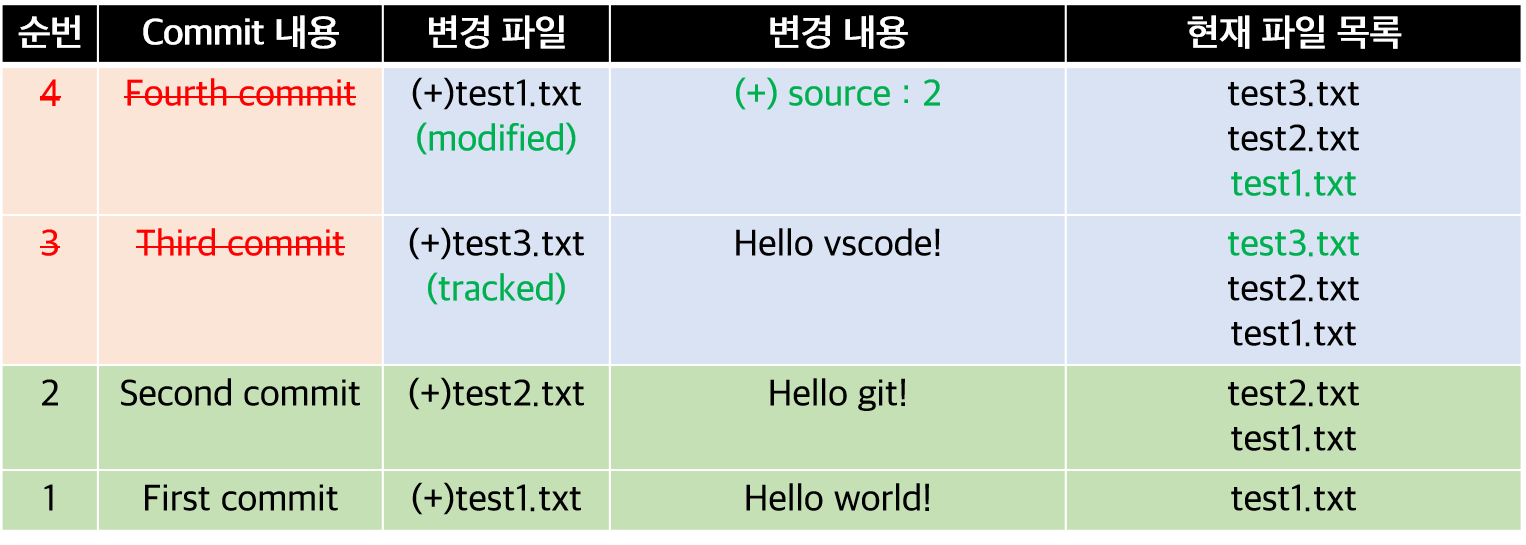 순번 Commit 내용 변경 파일 변경 내용 현재 파일 목록
4 Fourth commit (+)test1.txt (+) source : 2 test3.txt
(modified) test2.txt
test1.txt
3 Third commit (+)test3.txt Hello vscode! test3.txt
(tracked) test2.txt
test1.txt
2 Second commit (+)test2.txt Hello git! test2.txt
test1.txt
1 First commit (+)test1.txt Hello world! test1.txt